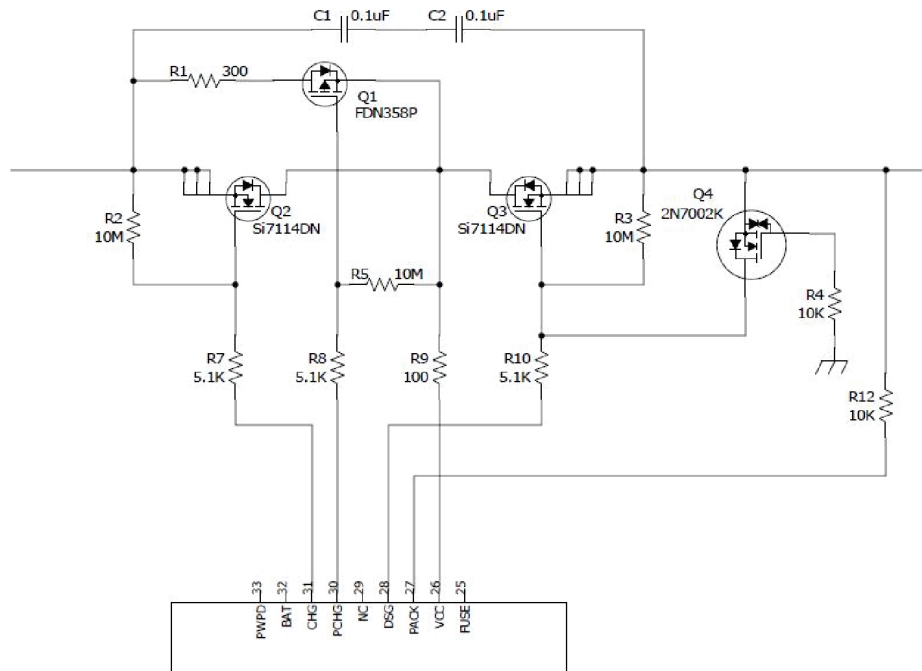 C1 0.1uF C2 0.1uF
R1 300
Q1
FDN358P
Q2
Si7114DN
Q3
Si7114DN
R2
10M
R3
10M
Q4
2N7002K
R5 10M
R4
10K
R7
5.1K
R8
5.1K
R9
100
R10
5.1K
R12
10K
33
32
31
30
29
28
27
26
25
PWPD
BAT
CHG
PCHG
NC
DSG
PACK
VCC
FUSE